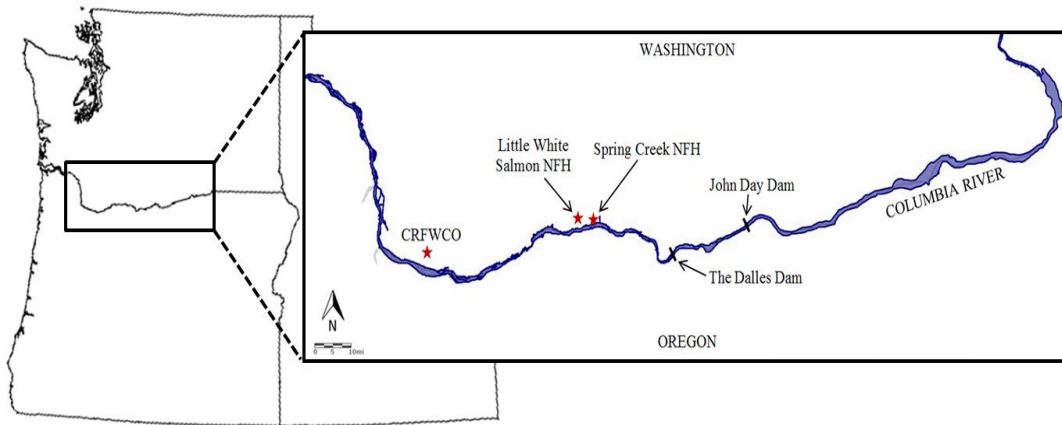 WASHINGTON
Little White
Salmon NFH
Spring Creek NFH
John Day Dam
COLUMBIA RIVER
CRFWCO
The Dalles Dam
N
0 5 10mi
OREGON